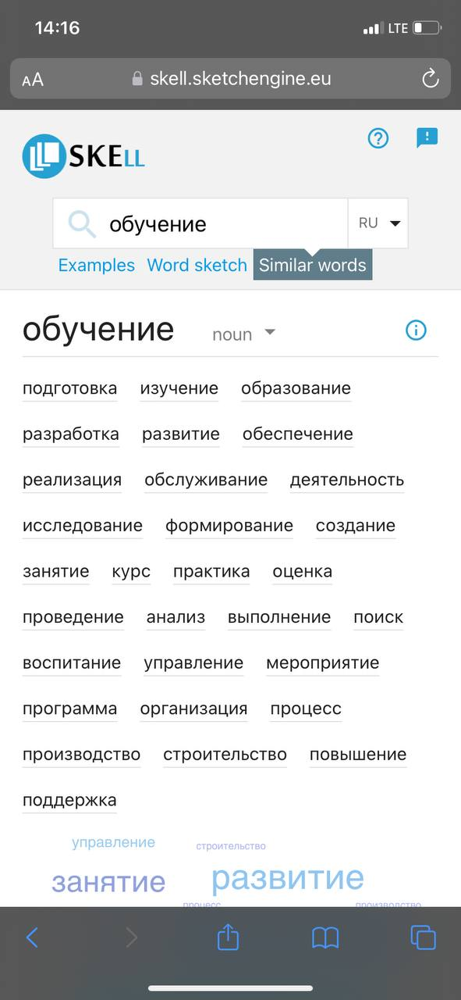 14:16 LTE
AA skell.sketchengine.eu
SKELL
обучение RU
Examples Word sketch Similar words
обучение noun
подготовка изучение образование
разработка развитие обеспечение
реализация обслуживание деятельность
исследование формирование создание
занятие курс практика оценка
проведение анализ выполнение поиск
воспитание управление мероприятие
программа организация процесс
производство строительство повышение
поддержка
управление строительство
занятие развитие
процесс производство